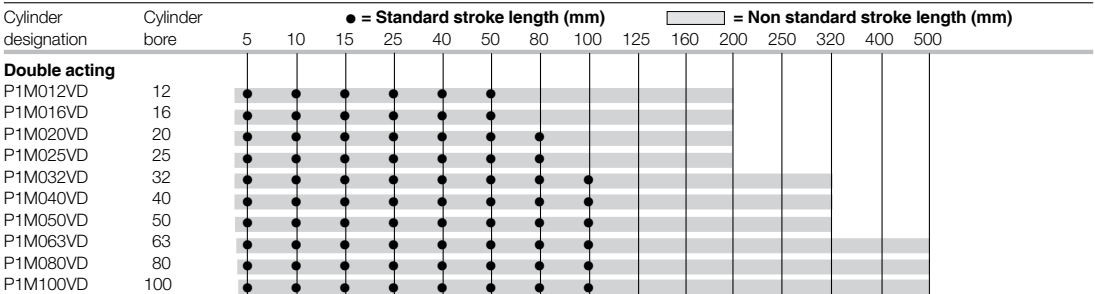 Cylinder Cylinder ● = Standard stroke length (mm) = Non standard stroke length (mm)
designation bore 5 10 15 25 40 50 80 100 125 160 200 250 320 400 500
Double acting
P1M012VD 12
P1M016VD 16
P1M020VD 20
P1M025VD 25
P1M032VD 32
P1M040VD 40
P1M050VD 50
P1M063VD 63
P1M080VD 80
P1M100VD 100